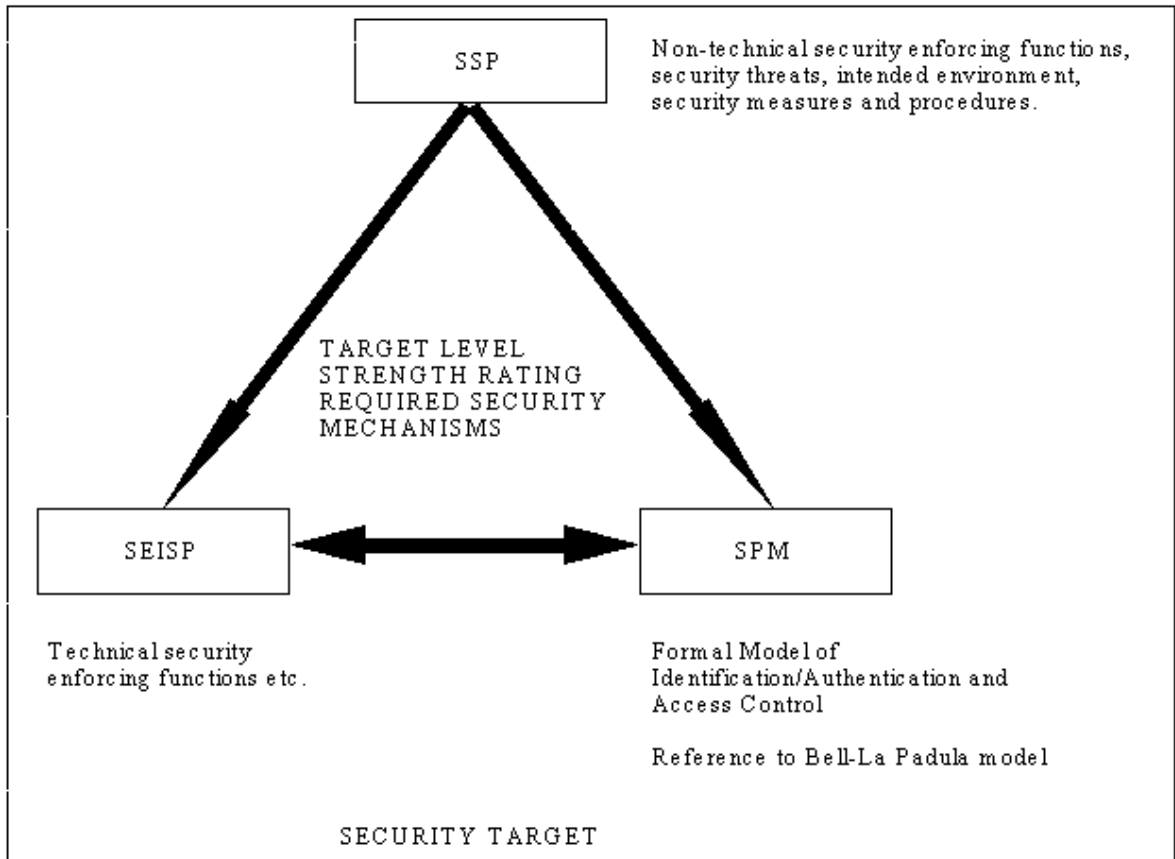 SSP
Non-technical security enforcing functions,
security threats, intended environment,
security measures and procedures.
TARGET LEVEL
STRENGTH RATING
REQUIRED SECURITY
MECHANISMS
SEISP
SPM
Technical security
enforcing functions etc.
Formal Model of
Identification/Authentication and
Access Control
Reference to Bell-La Padula model
SECURITY TARGET